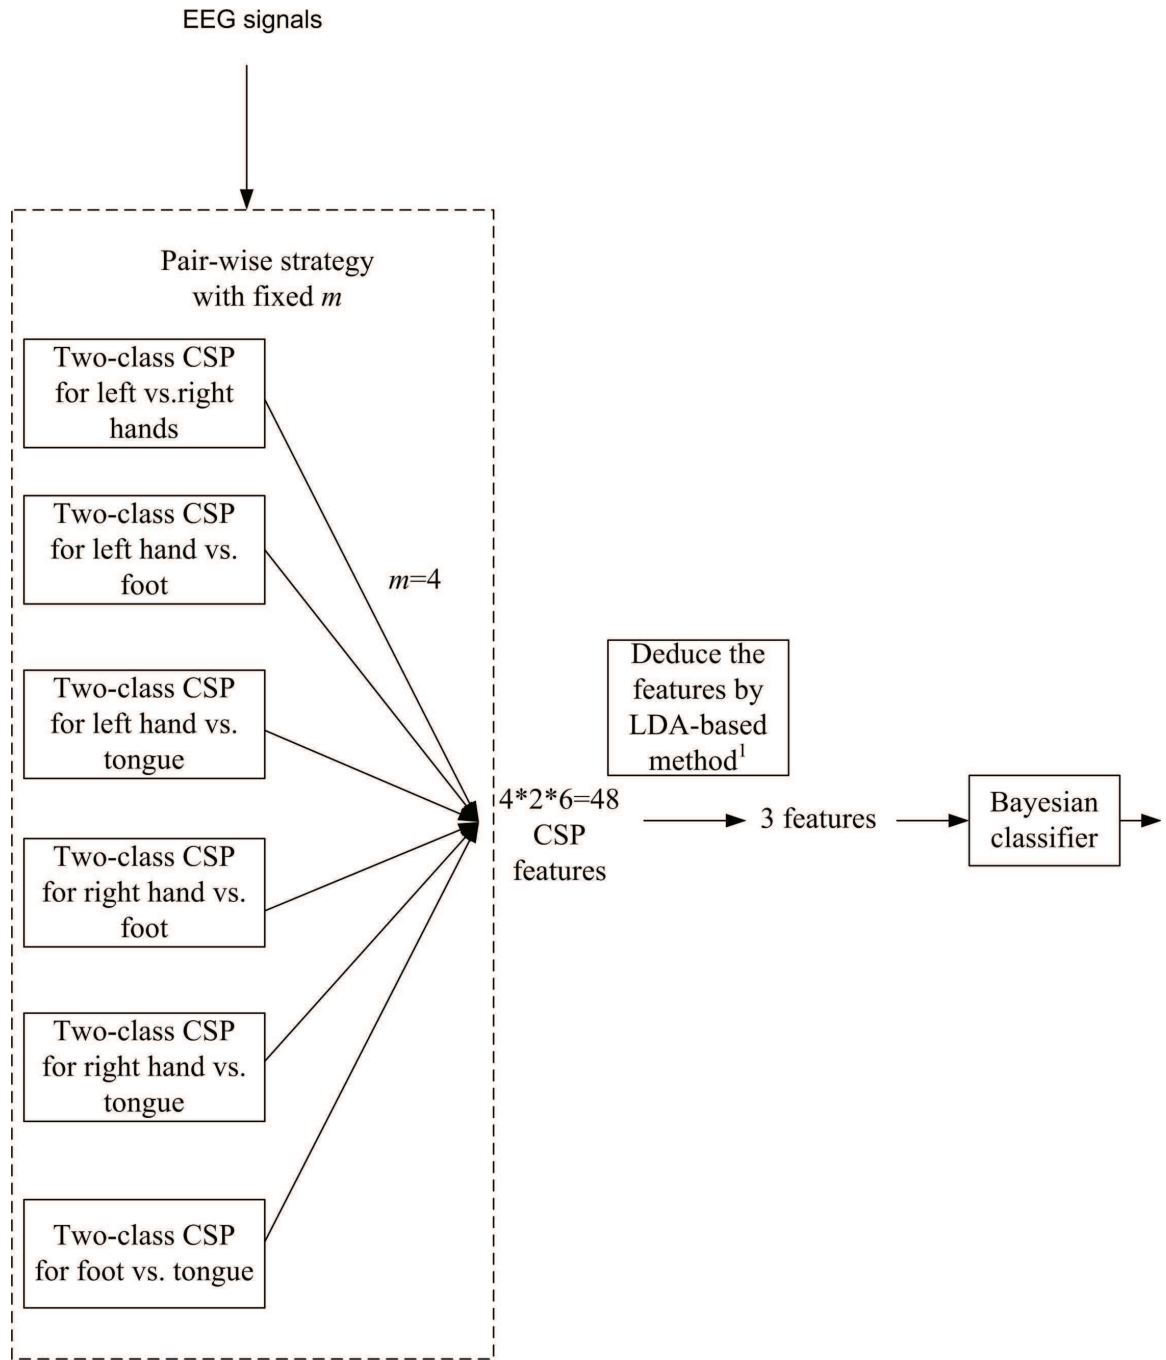 EEG signals
Pair-wise strategy
with fixed m
Two-class CSP
for left vs.right
hands
Two-class CSP
for left hand vs.
foot
m=4
Two-class CSP
for left hand vs.
tongue
Two-class CSP
for right hand vs.
foot
Two-class CSP
for right hand vs.
tongue
Two-class CSP
for foot vs. tongue
4*2*6=48
CSP
features
Deduce the
features by
LDA-based
method¹
3 features
Bayesian
classifier